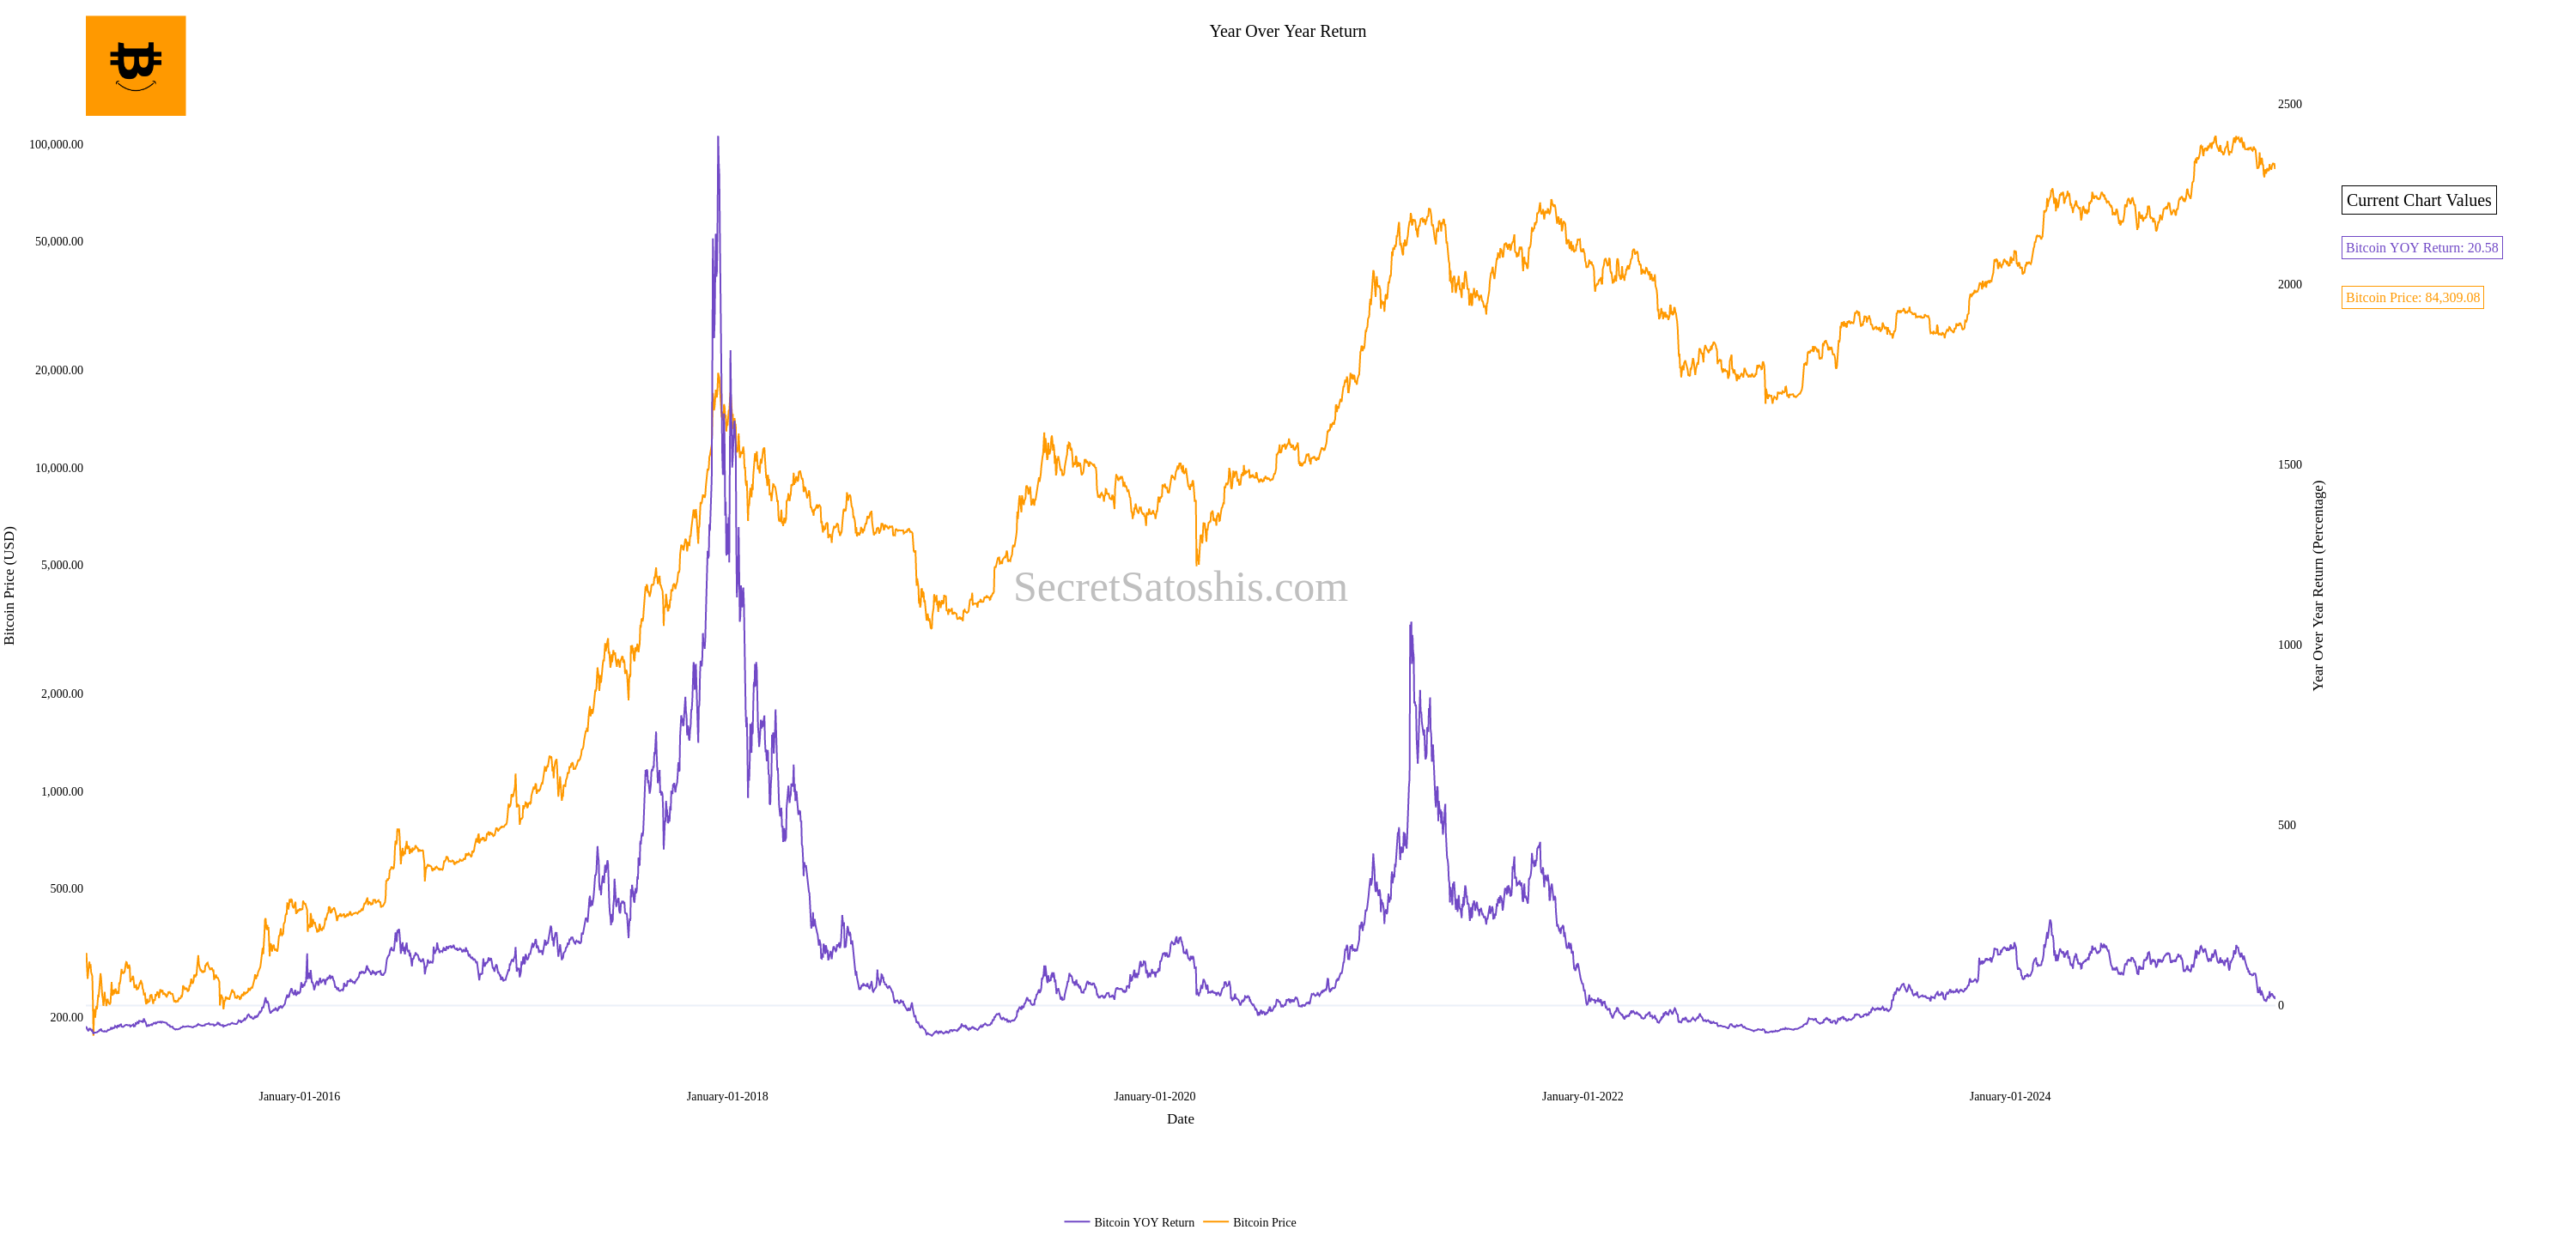 Year Over Year Return
2500
100,000.00
Current Chart Values
50,000.00
Bitcoin YOY Return: 20.58
2000
Bitcoin Price: 84,309.08
20,000.00
10,000.00
1500
5,000.00
Bitcoin Price (USD)
SecretSatoshis.com
Year Over Year Return (Percentage)
1000
2,000.00
1,000.00
500
500.00
200.00
0
January-01-2016
January-01-2018
January-01-2020
January-01-2022
January-01-2024
Date
Bitcoin YOY Return
Bitcoin Price